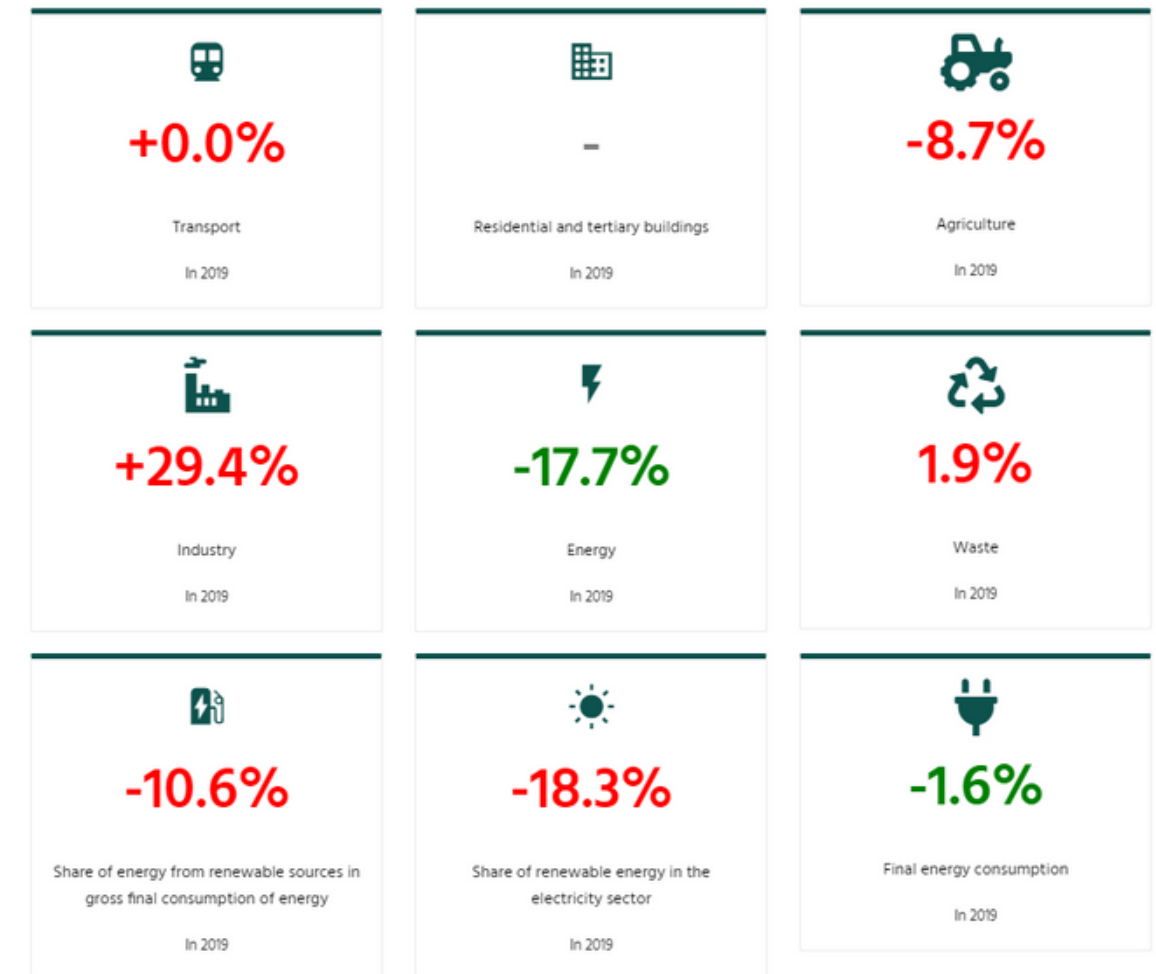 +0.0%
Transport
In 2019
-
Residential and tertiary buildings
In 2019
-8.7%
Agriculture
In 2019
+29.4%
Industry
In 2019
-17.7%
Energy
In 2019
1.9%
Waste
In 2019
-10.6%
Share of energy from renewable sources in
gross final consumption of energy
In 2019
-18.3%
Share of renewable energy in the
electricity sector
In 2019
-1.6%
Final energy consumption
In 2019